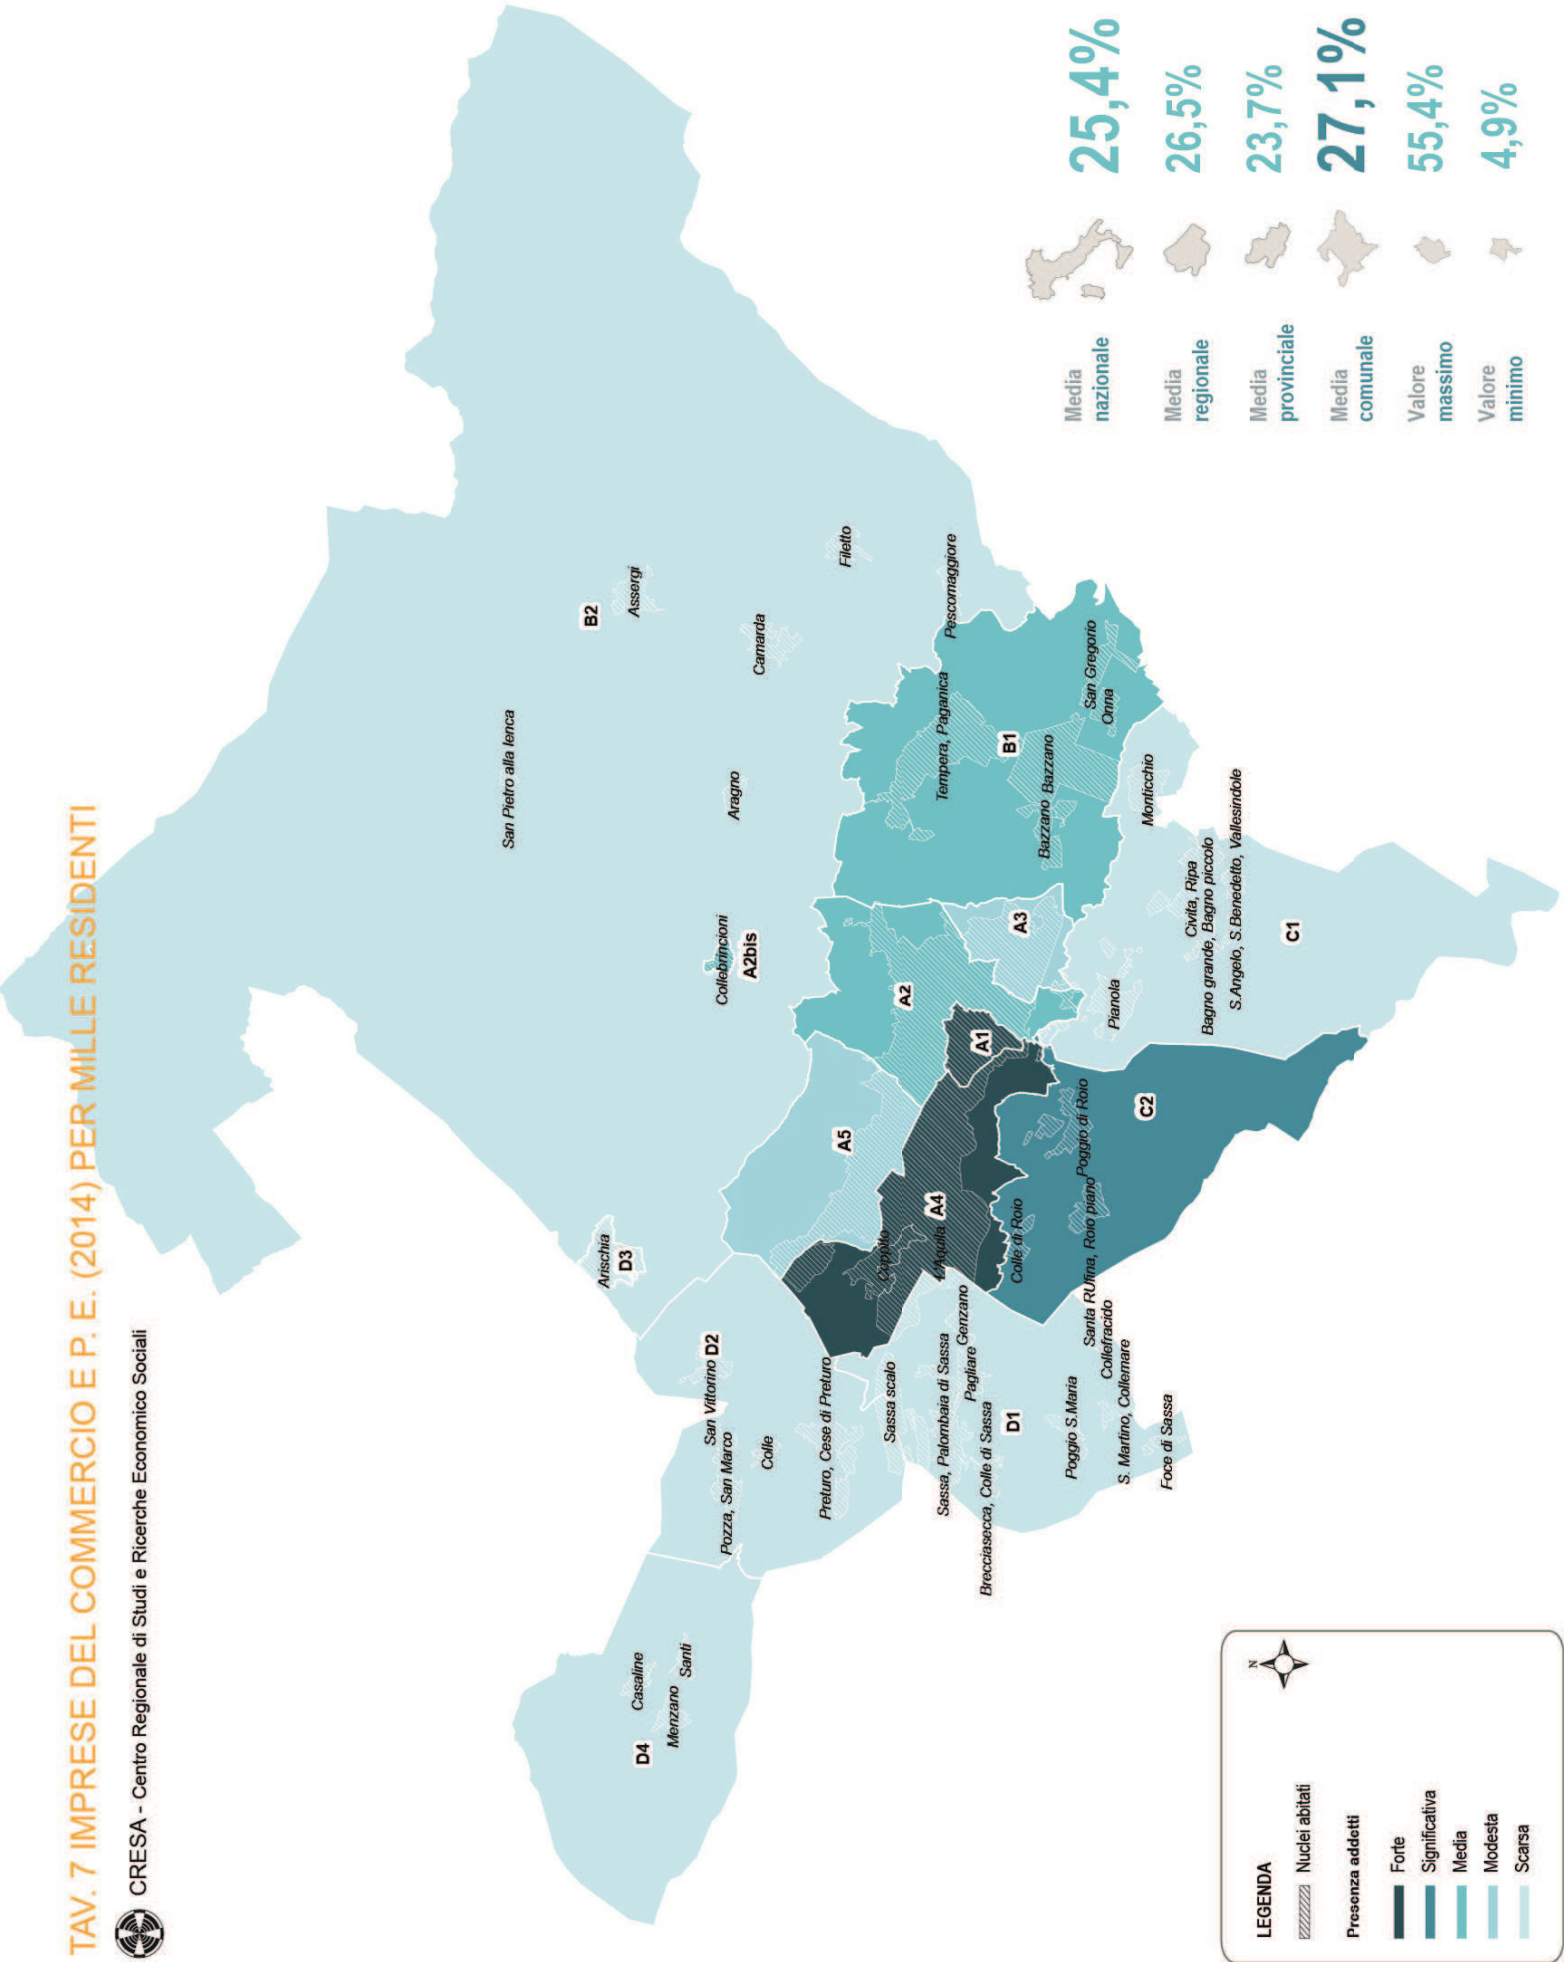 TAV. 7 IMPRESE DEL COMMERCIO E P. E. (2014) PER MILLE RESIDENTI
CRESA - Centro Regionale di Studi e Ricerche Economico Sociali
D4
Casaline
Menzano
Santi
San Vittorino
D2
Pozza, San Marco
Colle
Preturo, Cese di Preturo
Arischia
D3
San Pietro alla Ienca
B2
Assergi
Camarda
Filetto
Pescomaggiore
Aragno
Collebrincioni
A2bis
A5
A2
A3
A1
A4
Coppito
L'Aquila
Tempera, Paganica
B1
Bazzano
Bazzano
San Gregorio
Onna
Monticchio
Civita, Ripa
Bagno grande, Bagno piccolo
S.Angelo, S.Benedetto, Vallesindole
Pianola
C1
C2
Poggio di Roio
Santa RUfina, Roio piano
Colle di Roio
Collefracido
Sassa scalo
Sassa, Palombaia di Sassa
Genzano
Pagliare
Brecciasecca, Colle di Sassa
D1
Poggio S.Maria
S. Martino, Collemare
Foce di Sassa
LEGENDA
N
Nuclei abitati
Presenza addetti
Forte
Significativa
Media
Modesta
Scarsa
Media
nazionale
25,4%
Media
regionale
26,5%
Media
provinciale
23,7%
Media
comunale
27,1%
Valore
massimo
55,4%
Valore
minimo
4,9%